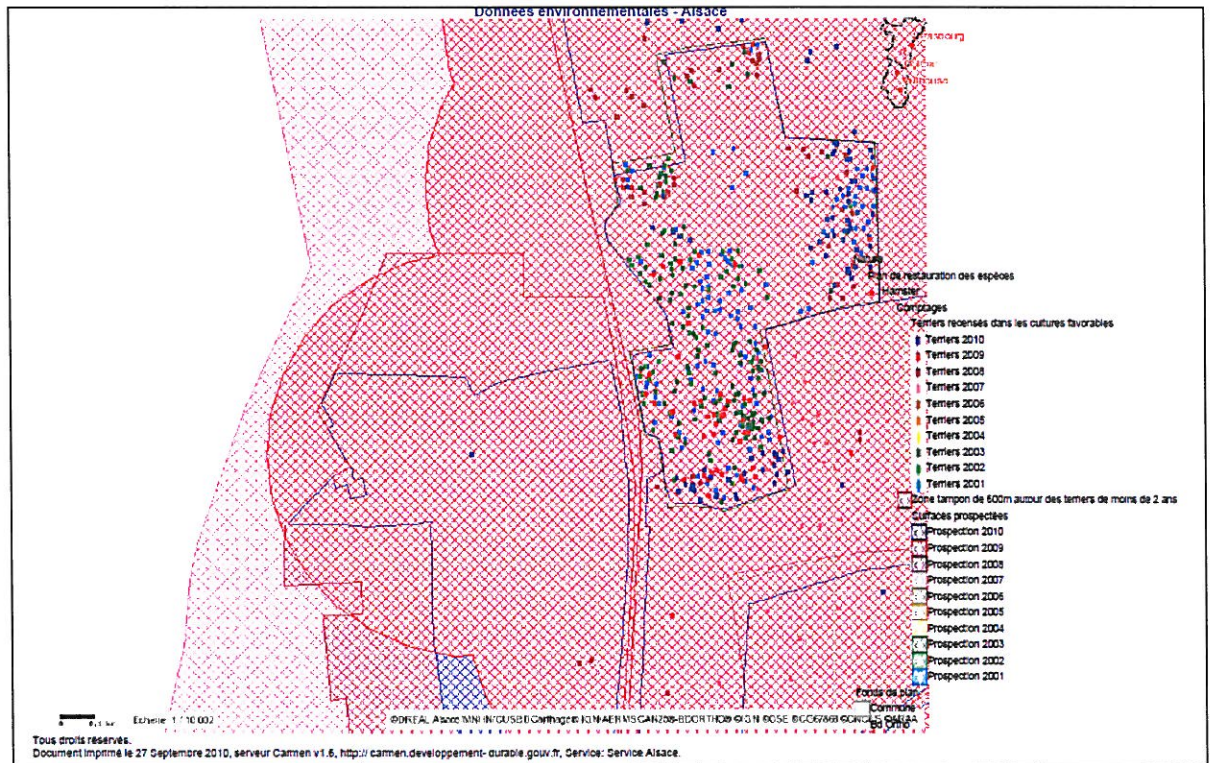 Données environnementales - Alsace
Nature
Plan de restauration des espèces
Hamster
Comptages
Terriers recensés dans les cultures favorables
Terriers 2010
Terriers 2009
Terriers 2008
Terriers 2007
Terriers 2006
Terriers 2005
Terriers 2004
Terriers 2003
Terriers 2002
Terriers 2001
Zone tampon de 600m autour des terriers de moins de 2 ans
Surfaces prospectées
Prospection 2010
Prospection 2009
Prospection 2008
Prospection 2007
Prospection 2006
Prospection 2005
Prospection 2004
Prospection 2003
Prospection 2002
Prospection 2001
Fonds de plan
Commune
Bd Ortho
Echelle 1:10 002
©DREAL Alsace
Tous droits réservés.
Document imprimé le 27 Septembre 2010, serveur Carmen v1.6, http://carmen.developpement-durable.gouv.fr, Service: Service Alsace.